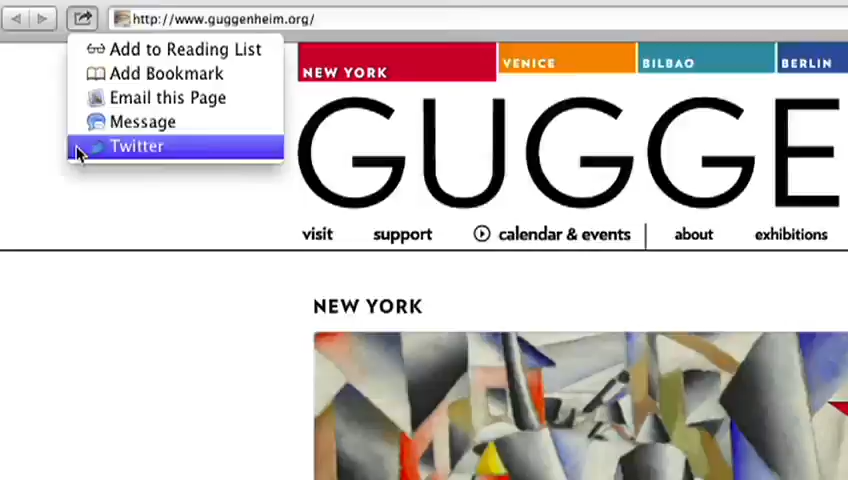 http://www.guggenheim.org/
Add to Reading List
Add Bookmark
Email this Page
Message
Twitter
NEW YORK
VENICE
BILBAO
BERLIN
GUGGE
visit
support
calendar & events
about
exhibitions
NEW YORK